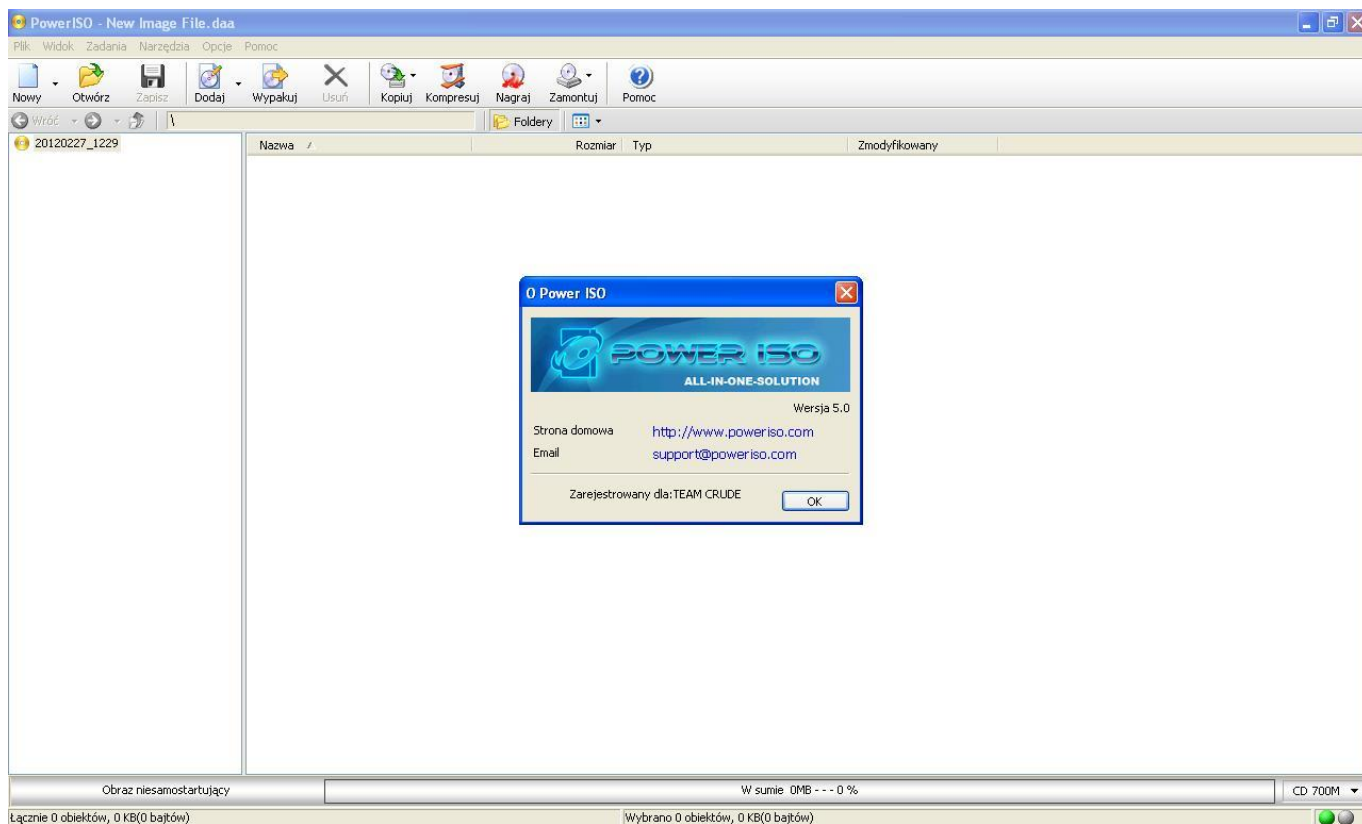 PowerISO - New Image File.daa
Plik Widok Zadania Narzędzia Opcje Pomoc
Nowy Otwórz Zapisz Dodaj Wypakuj Usuń Kopiuj Kompresuj Nagraj Zamontuj Pomoc
Wróć \ Foldery
20120227_1229
Nazwa Rozmiar Typ Zmodyfikowany
O Power ISO
POWER ISO
ALL-IN-ONE-SOLUTION
Wersja 5.0
Strona domowa http://www.poweriso.com
Email support@poweriso.com
Zarejestrowany dla:TEAM CRUDE
OK
Obraz niesamostartujący W sumie 0MB - - - 0 % CD 700M
Łącznie 0 obiektów, 0 KB(0 bajtów) Wybrano 0 obiektów, 0 KB(0 bajtów)